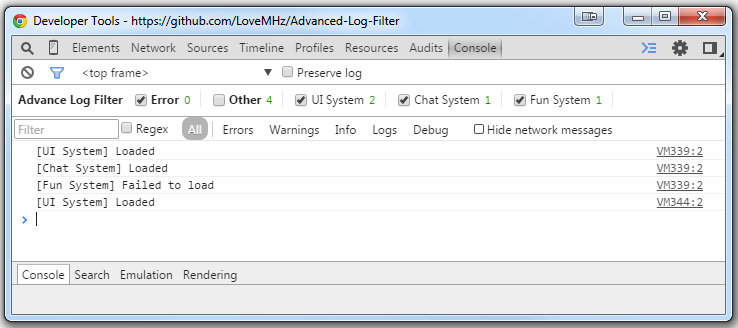 Developer Tools - https://github.com/LoveMHz/Advanced-Log-Filter
Elements Network Sources Timeline Profiles Resources Audits Console
<top frame> Preserve log
Advance Log Filter Error 0 Other 4 UI System 2 Chat System 1 Fun System 1
Filter Regex All Errors Warnings Info Logs Debug Hide network messages
[UI System] Loaded VM339:2
[Chat System] Loaded VM339:2
[Fun System] Failed to load VM339:2
[UI System] Loaded VM344:2
Console Search Emulation Rendering